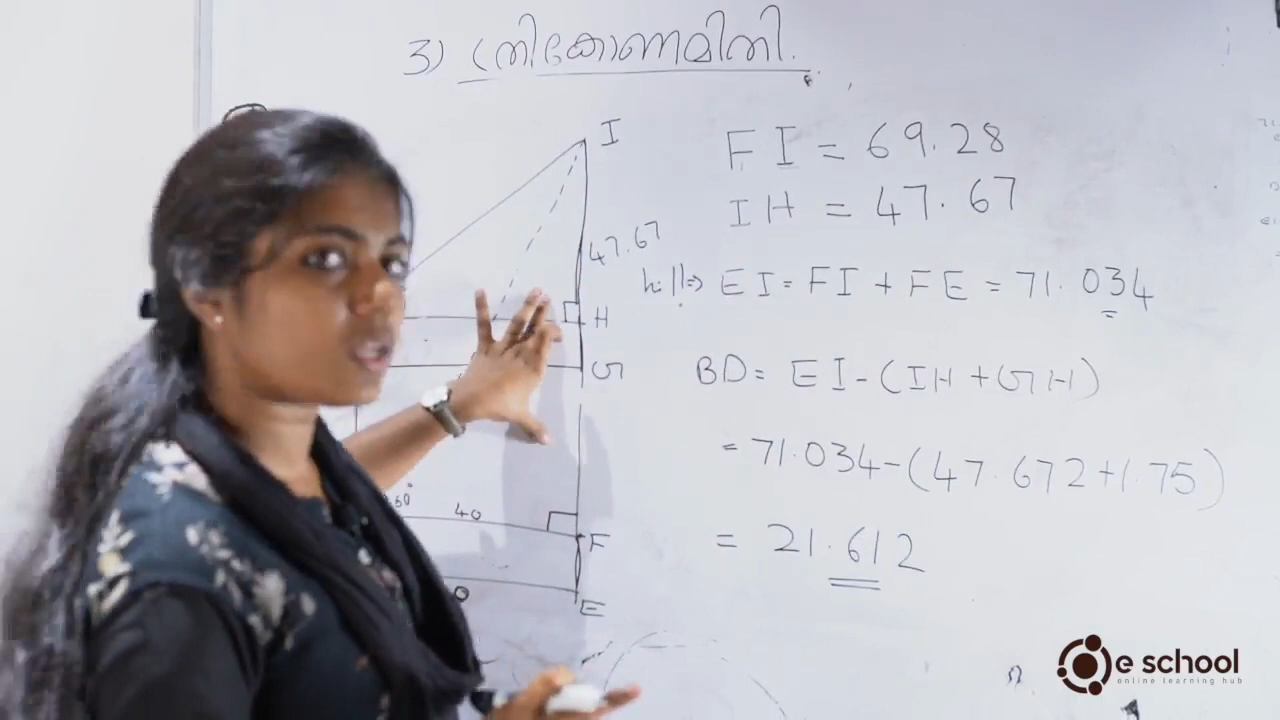 3) ത്രികോണമിതി.
I
FI = 69.28
IH = 47.67
47.67
hill⇒ EI = FI + FE = 71.034
H
G
BD = EI - (IH + GH)
= 71.034 - (47.672 + 1.75)
60°
40
F
= 21.612
E
e school
online learning hub